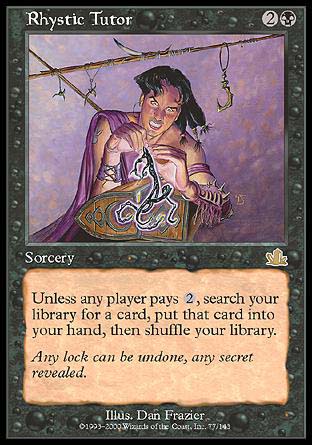 Rhystic Tutor 2
Sorcery
Unless any player pays 2, search your
library for a card, put that card into
your hand, then shuffle your library.
Any lock can be undone, any secret
revealed.
Illus. Dan Frazier
©1993-2000 Wizards of the Coast, Inc. 77/143